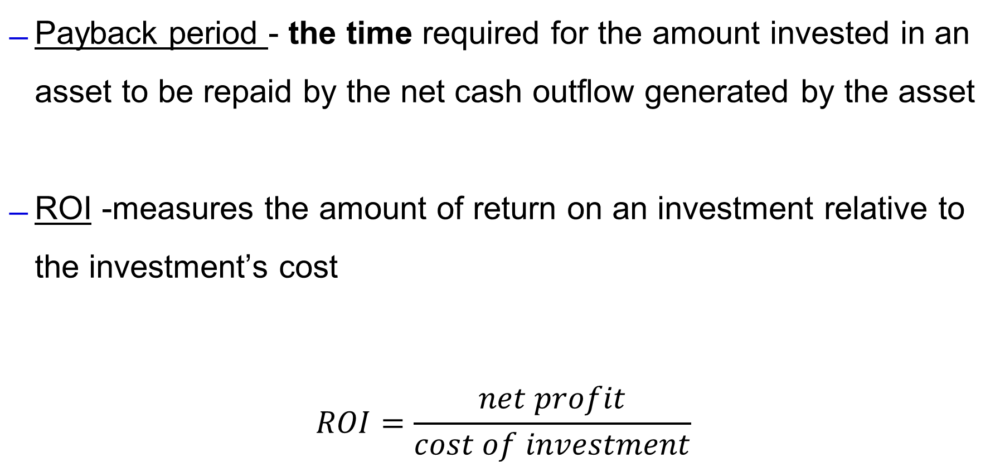 – Payback period - the time required for the amount invested in an
asset to be repaid by the net cash outflow generated by the asset
– ROI -measures the amount of return on an investment relative to
the investment’s cost
ROI = net profit / cost of investment